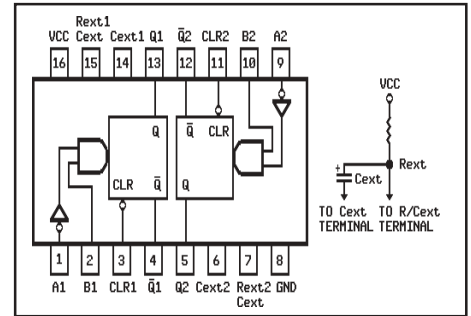 Rext1
VCC Cext Cext1 Q1 Q̅2 CLR2 B2 A2
16 15 14 13 12 11 10 9
Q Q̅ CLR
CLR Q̅ Q
1 2 3 4 5 6 7 8
A1 B1 CLR1 Q̅1 Q2 Cext2 Rext2 GND
Cext
VCC
Rext
+
Cext
TO Cext TO R/Cext
TERMINAL TERMINAL